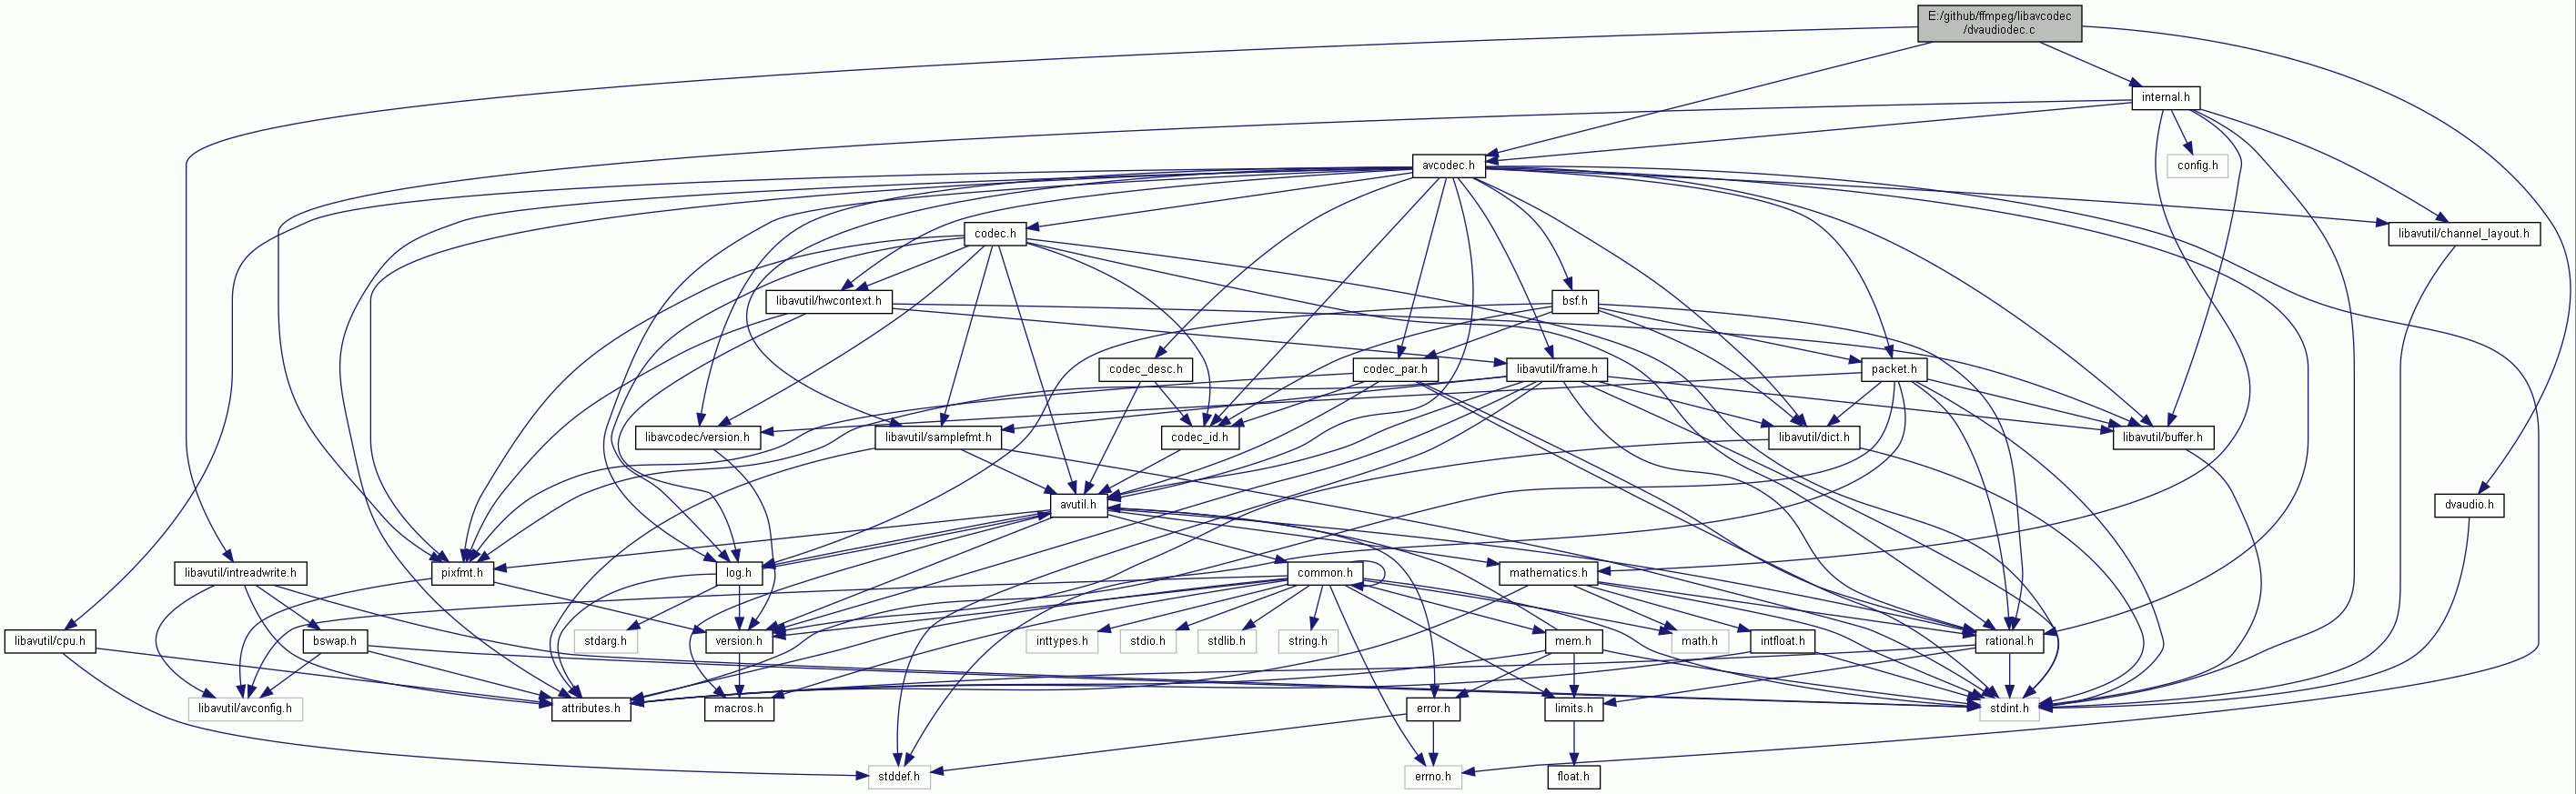 E:/github/ffmpeg/libavcodec
/dvaudiodec.c
internal.h
avcodec.h
config.h
codec.h
libavutil/channel_layout.h
libavutil/hwcontext.h
bsf.h
codec_desc.h
codec_par.h
libavutil/frame.h
packet.h
libavcodec/version.h
libavutil/samplefmt.h
codec_id.h
libavutil/dict.h
libavutil/buffer.h
avutil.h
dvaudio.h
libavutil/intreadwrite.h
pixfmt.h
log.h
common.h
mathematics.h
libavutil/cpu.h
bswap.h
stdarg.h
version.h
inttypes.h
stdio.h
stdlib.h
string.h
mem.h
math.h
intfloat.h
rational.h
libavutil/avconfig.h
attributes.h
macros.h
error.h
limits.h
stdint.h
stddef.h
errno.h
float.h